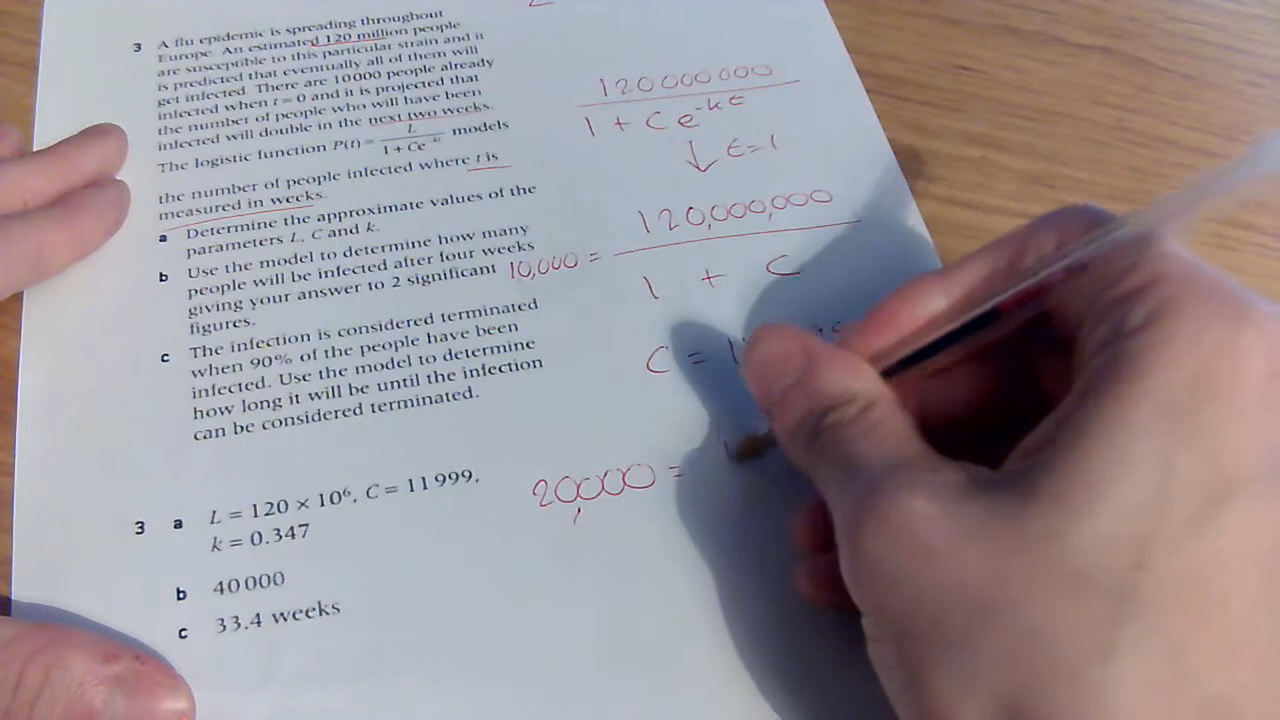 3 A flu epidemic is spreading throughout
Europe. An estimated 120 million people
are susceptible to this particular strain and it
is predicted that eventually all of them will
get infected. There are 10000 people already
infected when t = 0 and it is projected that
the number of people who will have been
infected will double in the next two weeks.
The logistic function P(t) = L / (1 + Ce^-kt) models
the number of people infected where t is
measured in weeks.
a Determine the approximate values of the
parameters L, C and k.
b Use the model to determine how many
people will be infected after four weeks
giving your answer to 2 significant
figures.
c The infection is considered terminated
when 90% of the people have been
infected. Use the model to determine
how long it will be until the infection
can be considered terminated.
3 a L = 120 × 10⁶, C = 11 999,
k = 0.347
b 40 000
c 33.4 weeks
120000000
1 + C e^-kt
↓ t=1
120,000,000
10,000 =
1 + C
C =
20,000 =